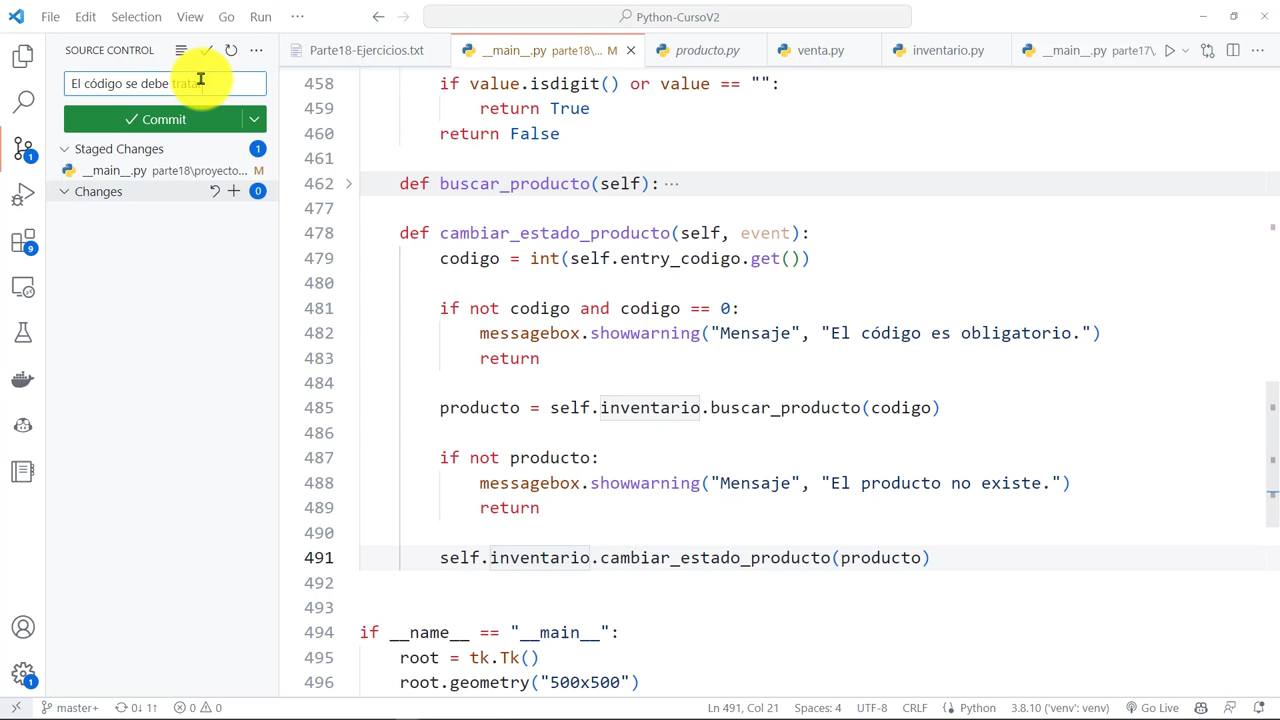 File Edit Selection View Go Run ··· Python-CursoV2
SOURCE CONTROL
Parte18-Ejercicios.txt
__main__.py parte18\... M
producto.py
venta.py
inventario.py
__main__.py parte17\.
El código se debe trata
Commit
Staged Changes 1
__main__.py parte18\proyecto... M
Changes 0
1
9
1
458 if value.isdigit() or value == "":
459 return True
460 return False
461
462 def buscar_producto(self): ···
477
478 def cambiar_estado_producto(self, event):
479 codigo = int(self.entry_codigo.get())
480
481 if not codigo and codigo == 0:
482 messagebox.showwarning("Mensaje", "El código es obligatorio.")
483 return
484
485 producto = self.inventario.buscar_producto(codigo)
486
487 if not producto:
488 messagebox.showwarning("Mensaje", "El producto no existe.")
489 return
490
491 self.inventario.cambiar_estado_producto(producto)
492
493
494 if __name__ == "__main__":
495 root = tk.Tk()
496 root.geometry("500x500")
master+ 0↓ 1↑ 0 0 Ln 491, Col 21 Spaces: 4 UTF-8 CRLF Python 3.8.10 ('venv': venv) Go Live